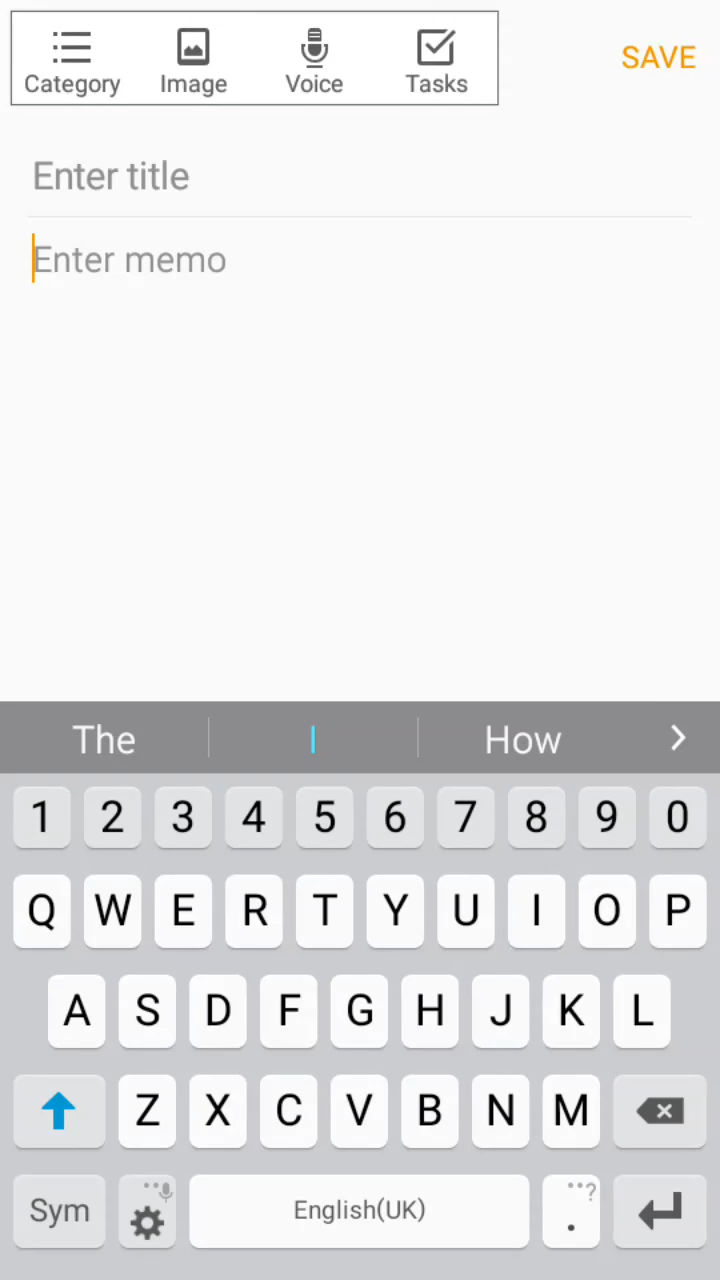 Category Image Voice Tasks
SAVE
Enter title
Enter memo
The I How
1 2 3 4 5 6 7 8 9 0
Q W E R T Y U I O P
A S D F G H J K L
Z X C V B N M
Sym English(UK) ...? .